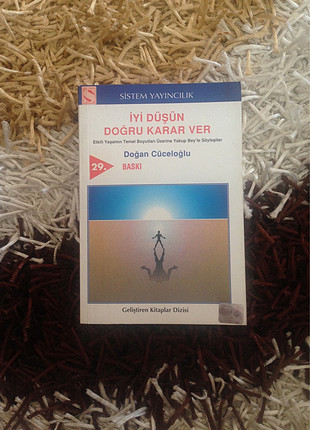 S
SİSTEM YAYINCILIK
İYİ DÜŞÜN
DOĞRU KARAR VER
Etkili Yaşamın Temel Boyutları Üzerine Yakup Bey'le Söyleşiler
Doğan Cüceloğlu
29. BASKI
Geliştiren Kitaplar Dizisi